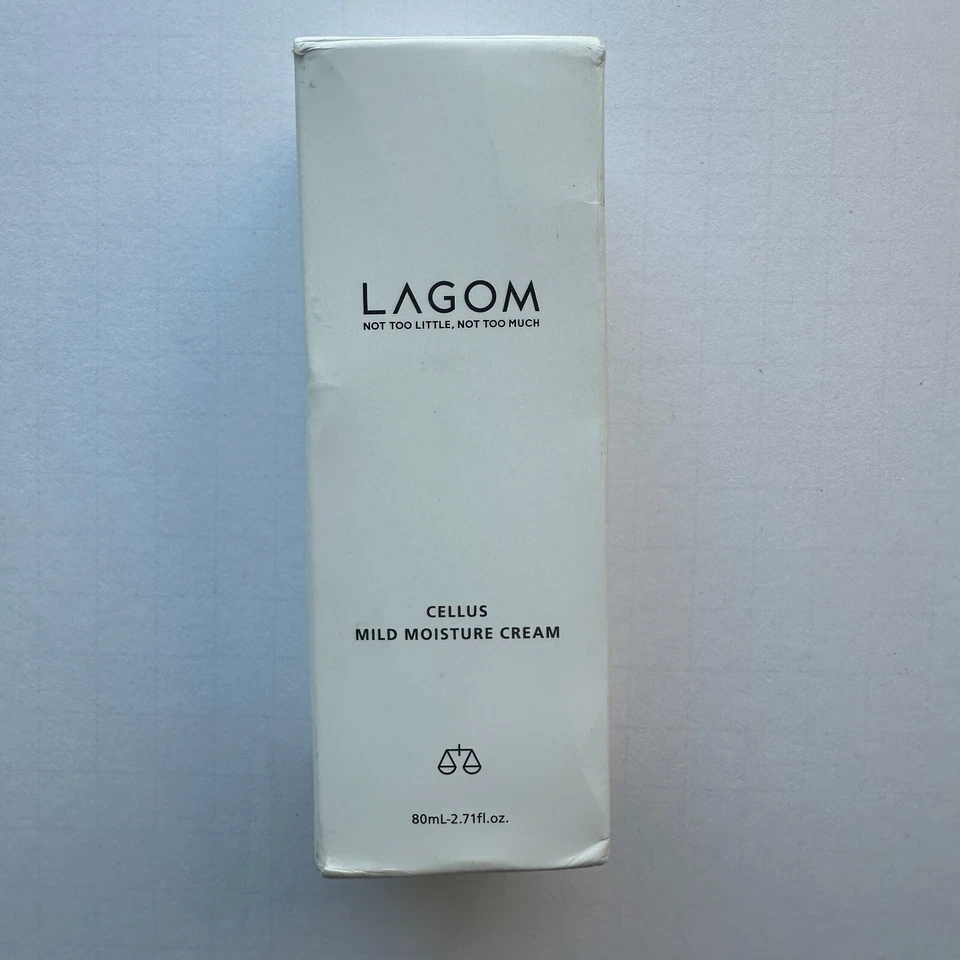 LAGOM
NOT TOO LITTLE, NOT TOO MUCH
CELLUS
MILD MOISTURE CREAM
80mL-2.71fl.oz.